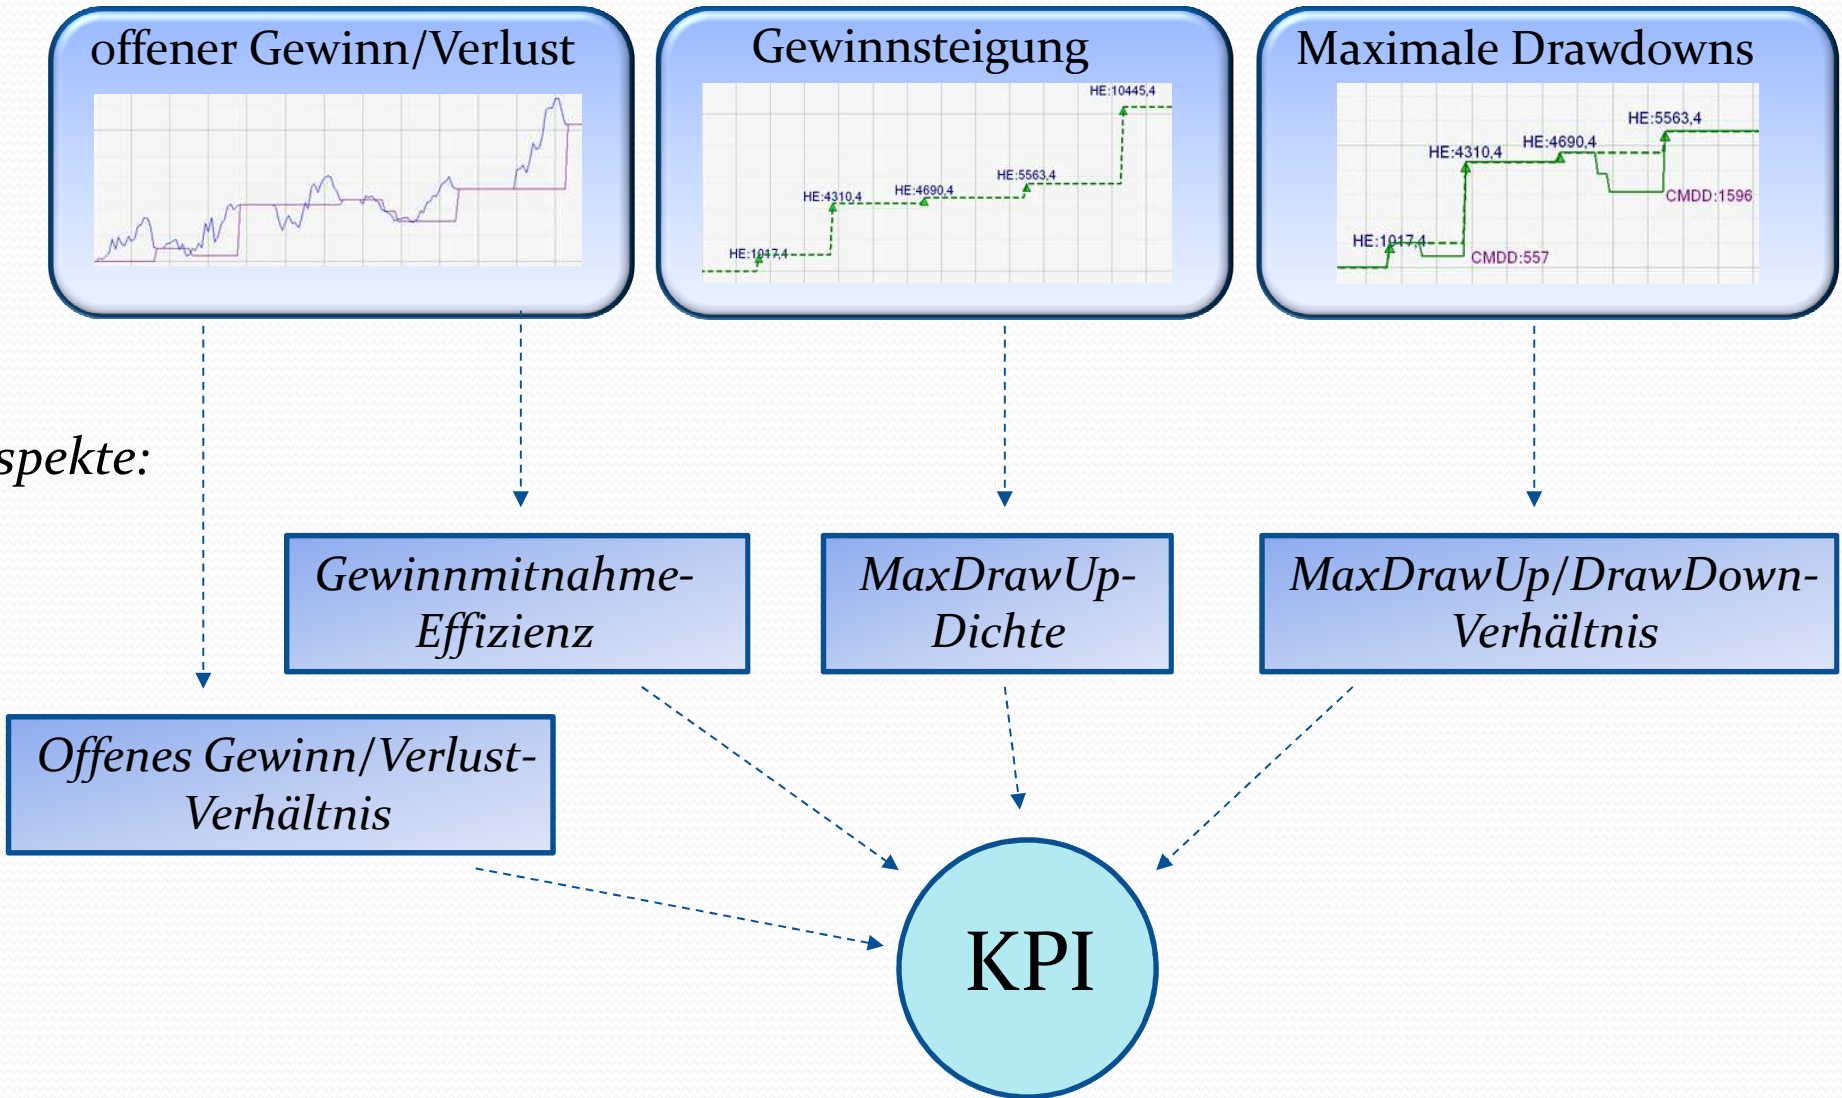 offener Gewinn/Verlust
Gewinnsteigung
HE:10445,4
HE:5563,4
HE:4690,4
HE:4310,4
HE:1017,4
Maximale Drawdowns
HE:5563,4
HE:4690,4
HE:4310,4
CMDD:1596
HE:1017,4
CMDD:557
spekte:
Gewinnmitnahme-
Effizienz
MaxDrawUp-
Dichte
MaxDrawUp/DrawDown-
Verhältnis
Offenes Gewinn/Verlust-
Verhältnis
KPI